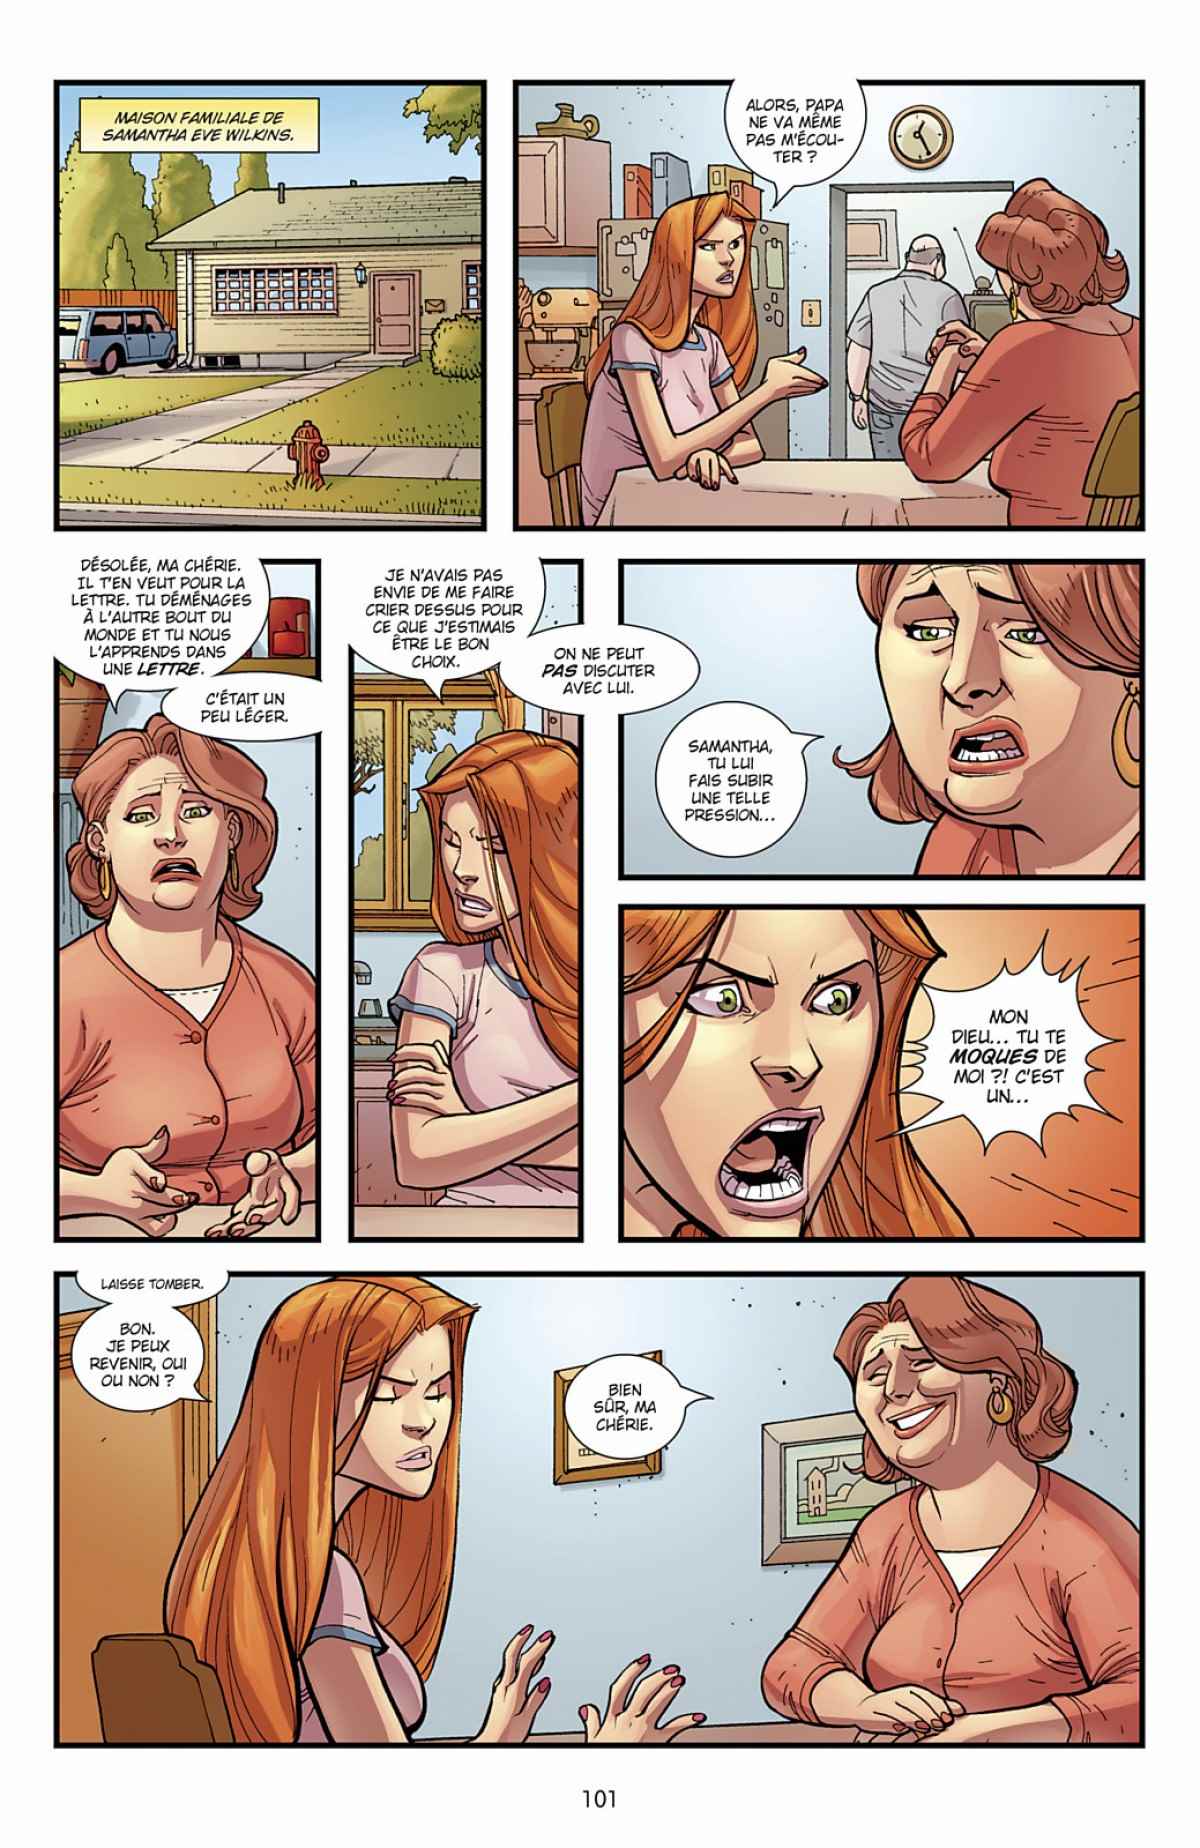 MAISON FAMILIALE DE
SAMANTHA EVE WILKINS.
ALORS, PAPA
NE VA MÊME
PAS M'ÉCOU-
TER ?
DÉSOLÉE, MA CHÉRIE.
IL T'EN VEUT POUR LA
LETTRE. TU DÉMÉNAGES
À L'AUTRE BOUT DU
MONDE ET TU NOUS
L'APPRENDS DANS
UNE LETTRE.
C'ÉTAIT UN
PEU LÉGER.
JE N'AVAIS PAS
ENVIE DE ME FAIRE
CRIER DESSUS POUR
CE QUE J'ESTIMAIS
ÊTRE LE BON
CHOIX.
ON NE PEUT
PAS DISCUTER
AVEC LUI.
SAMANTHA,
TU LUI
FAIS SUBIR
UNE TELLE
PRESSION...
MON
DIEU... TU TE
MOQUES DE
MOI ?! C'EST
UN...
LAISSE TOMBER.
BON.
JE PEUX
REVENIR, OUI
OU NON ?
BIEN
SÛR, MA
CHÉRIE.
101